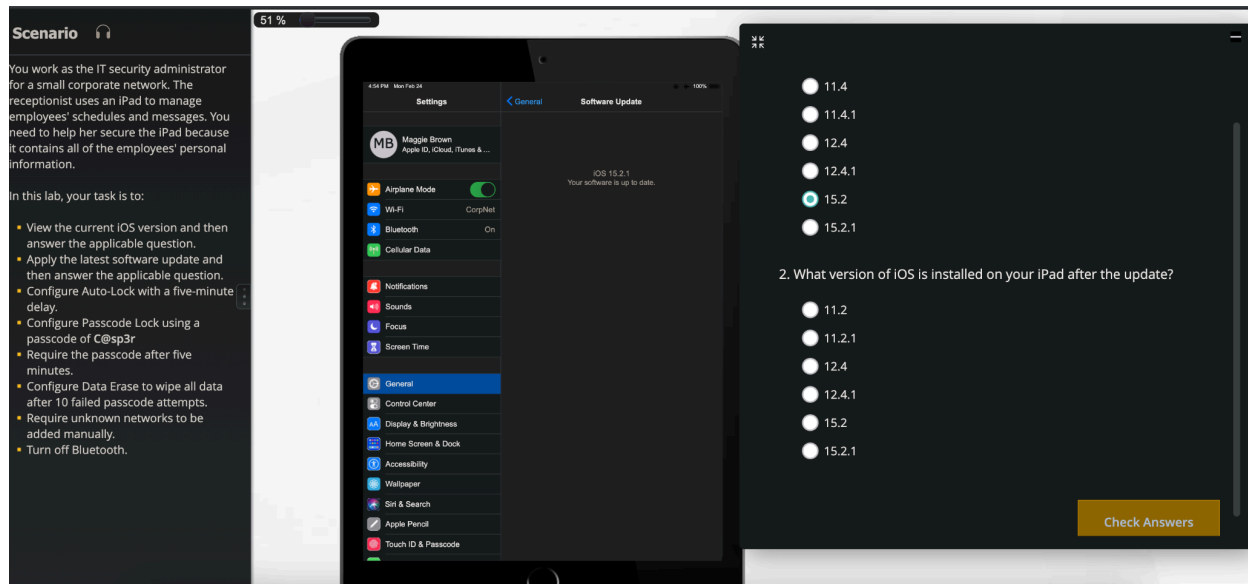 51 %
Scenario
You work as the IT security administrator
for a small corporate network. The
receptionist uses an iPad to manage
employees' schedules and messages. You
need to help her secure the iPad because
it contains all of the employees' personal
information.
In this lab, your task is to:
View the current iOS version and then
answer the applicable question.
Apply the latest software update and
then answer the applicable question.
Configure Auto-Lock with a five-minute
delay.
Configure Passcode Lock using a
passcode of C@sp3r
Require the passcode after five
minutes.
Configure Data Erase to wipe all data
after 10 failed passcode attempts.
Require unknown networks to be
added manually.
Turn off Bluetooth.
4:54 PM Mon Feb 24
100%
Settings
General
Software Update
MB
Maggie Brown
Apple ID, iCloud, iTunes & ...
iOS 15.2.1
Your software is up to date.
Airplane Mode
Wi-Fi CorpNet
Bluetooth On
Cellular Data
Notifications
Sounds
Focus
Screen Time
General
Control Center
AA Display & Brightness
Home Screen & Dock
Accessibility
Wallpaper
Siri & Search
Apple Pencil
Touch ID & Passcode
11.4
11.4.1
12.4
12.4.1
15.2
15.2.1
2. What version of iOS is installed on your iPad after the update?
11.2
11.2.1
12.4
12.4.1
15.2
15.2.1
Check Answers